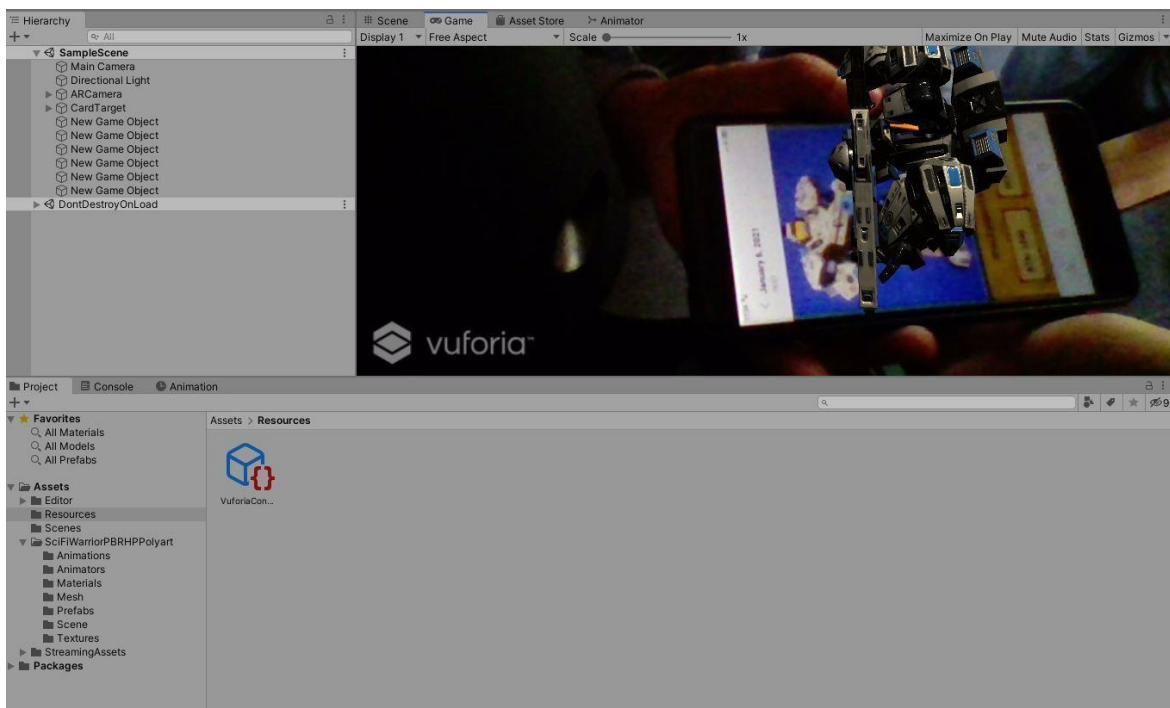 Hierarchy
All
SampleScene
Main Camera
Directional Light
ARCamera
CardTarget
New Game Object
New Game Object
New Game Object
New Game Object
New Game Object
New Game Object
DontDestroyOnLoad
Scene Game Asset Store Animator
Display 1 Free Aspect Scale 1x Maximize On Play Mute Audio Stats Gizmos
January 6, 2021
vuforia™
Project Console Animation
9
Favorites
All Materials
All Models
All Prefabs
Assets
Editor
Resources
Scenes
SciFiWarriorPBRHPPolyart
Animations
Animators
Materials
Mesh
Prefabs
Scene
Textures
StreamingAssets
Packages
Assets > Resources
VuforiaCon...